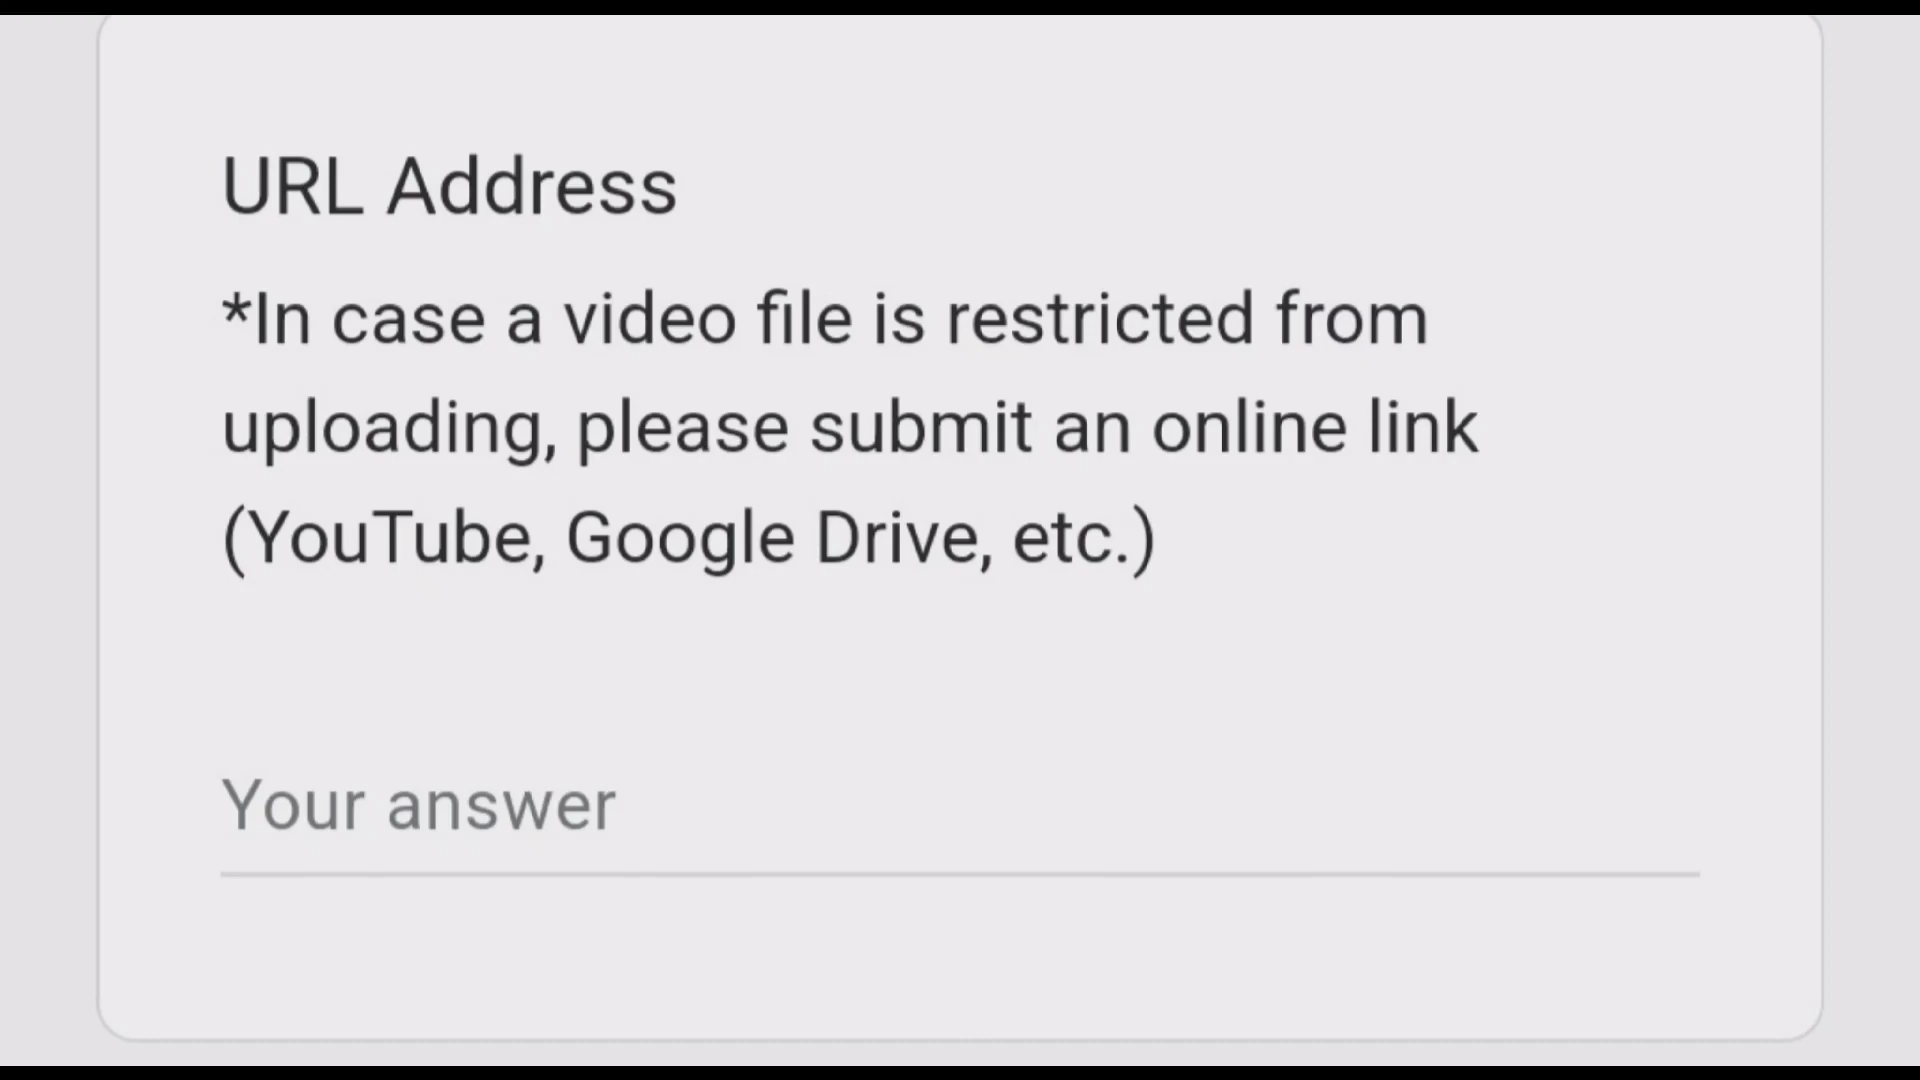 URL Address
*In case a video file is restricted from
uploading, please submit an online link
(YouTube, Google Drive, etc.)
Your answer